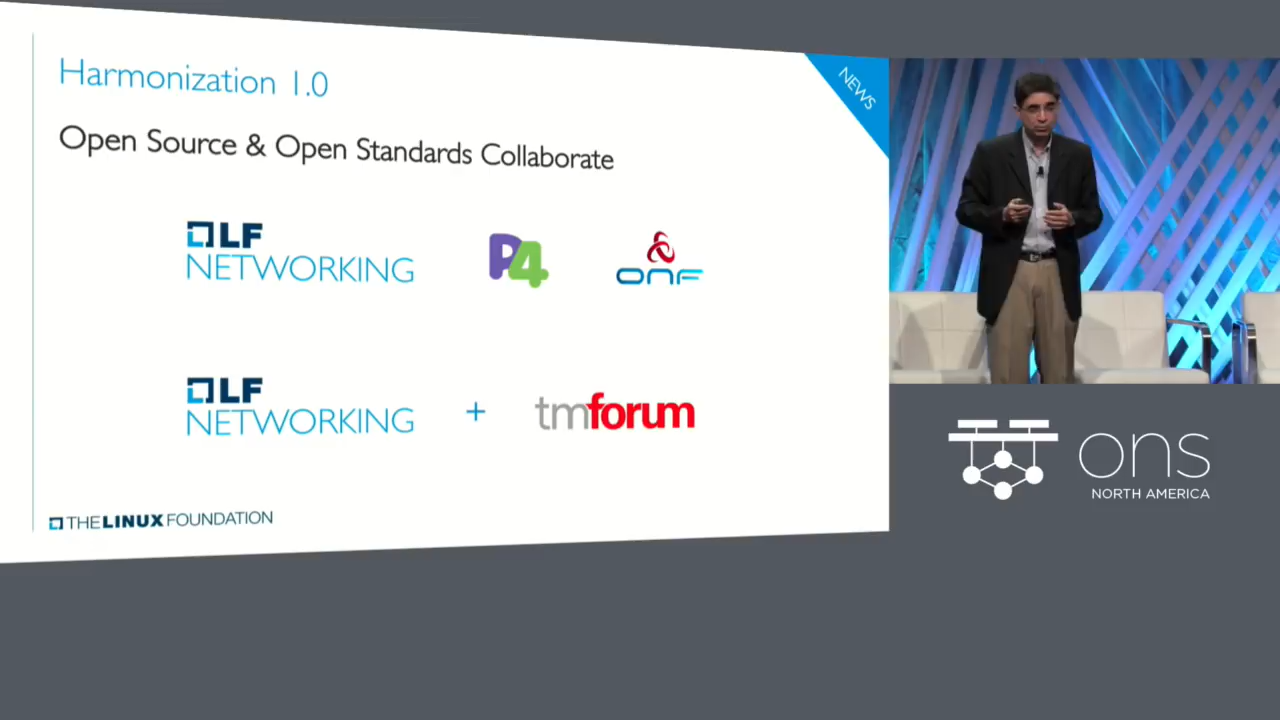 Harmonization 1.0
NEWS
Open Source & Open Standards Collaborate
LF
NETWORKING
P4
ONF
LF
NETWORKING
+
tmforum
THE LINUX FOUNDATION
ons
NORTH AMERICA